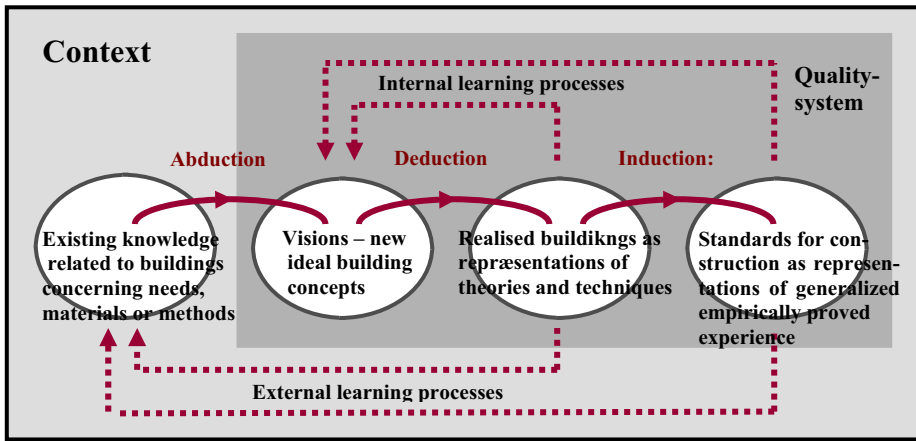 Context
Quality-
system
Internal learning processes
Abduction
Deduction
Induction:
Existing knowledge
related to buildings
concerning needs,
materials or methods
Visions – new
ideal building
concepts
Realised buildikngs as
repræsentations of
theories and techniques
Standards for con-
struction as represen-
tations of generalized
empirically proved
experience
External learning processes